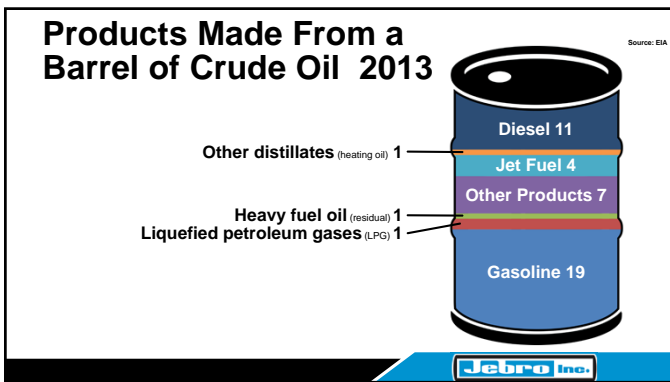 Products Made From a
Barrel of Crude Oil 2013
Source: EIA
Diesel 11
Other distillates (heating oil) 1
Jet Fuel 4
Other Products 7
Heavy fuel oil (residual) 1
Liquefied petroleum gases (LPG) 1
Gasoline 19
Jebro Inc.